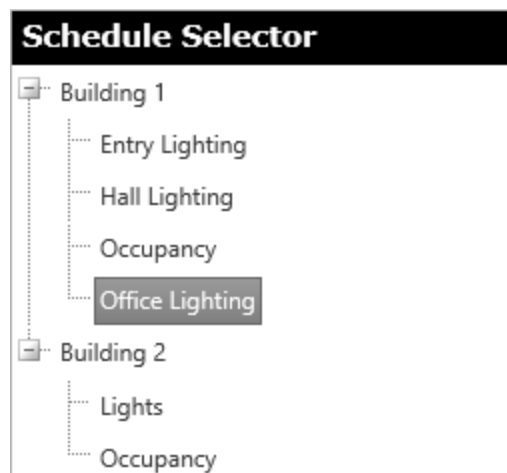 Schedule Selector
Building 1
Entry Lighting
Hall Lighting
Occupancy
Office Lighting
Building 2
Lights
Occupancy